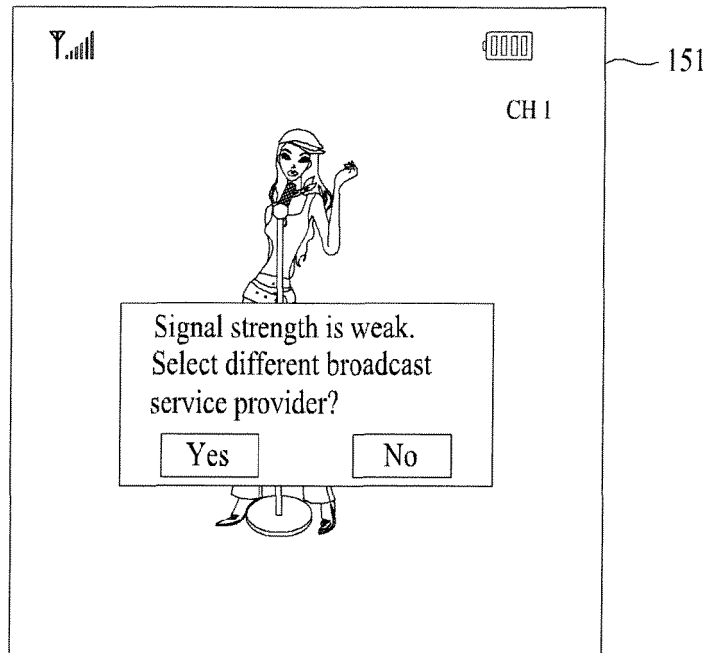 151
CH 1
Signal strength is weak.
Select different broadcast
service provider?
Yes
No